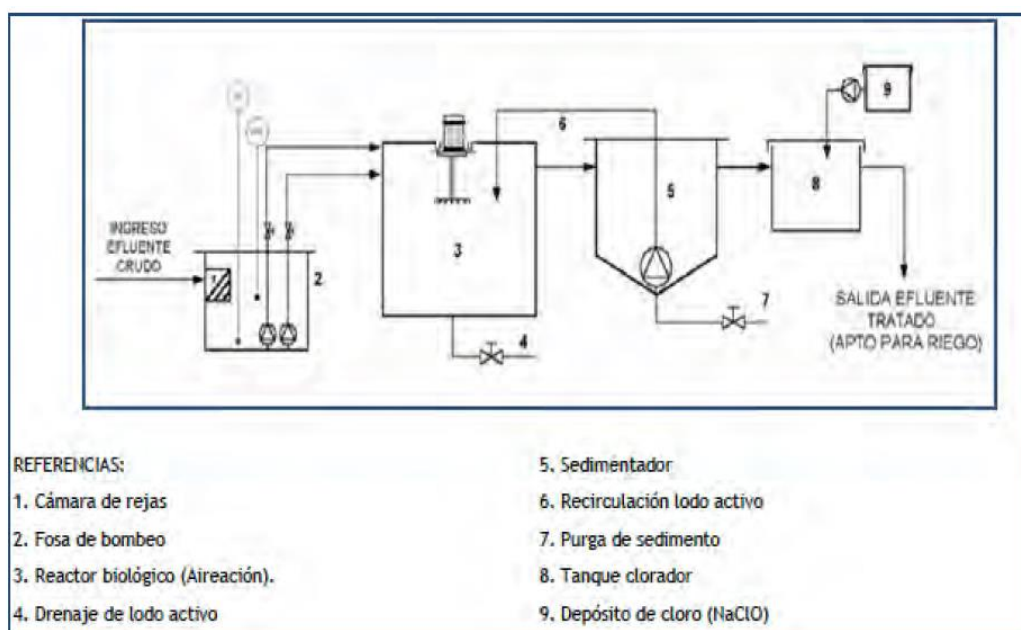 6
9
INGRESO
EFLUENTE
CRUDO
1
2
3
5
8
4
7
SALIDA EFLUENTE
TRATADO
(APTO PARA RIEGO)
REFERENCIAS:
1. Cámara de rejas
2. Fosa de bombeo
3. Reactor biológico (Aireación).
4. Drenaje de lodo activo
5. Sedimentador
6. Recirculación lodo activo
7. Purga de sedimento
8. Tanque clorador
9. Depósito de cloro (NaClO)